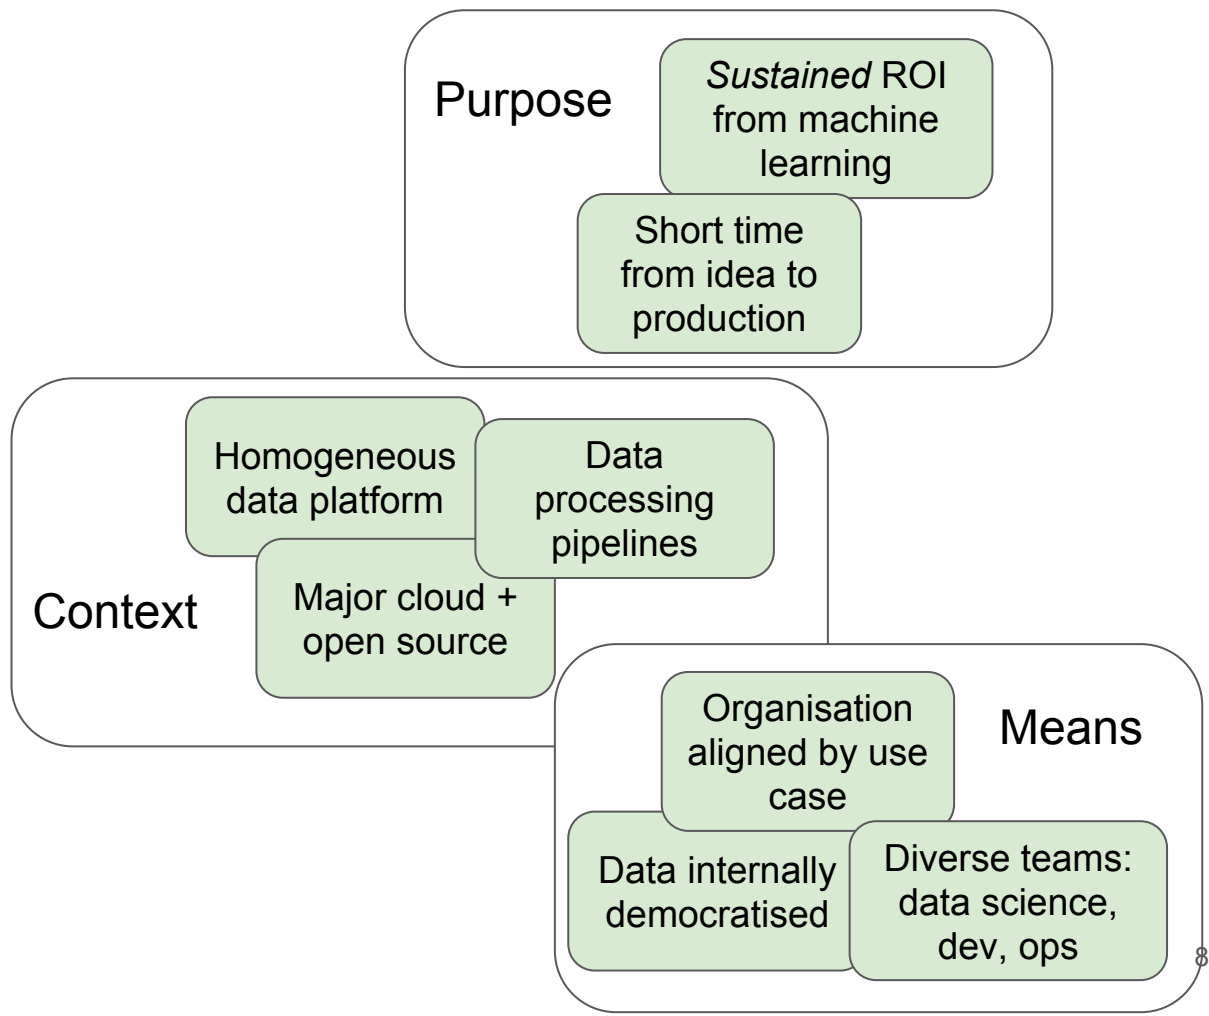 Purpose
Sustained ROI
from machine
learning
Short time
from idea to
production
Context
Homogeneous
data platform
Data
processing
pipelines
Major cloud +
open source
Means
Organisation
aligned by use
case
Data internally
democratised
Diverse teams:
data science,
dev, ops
8